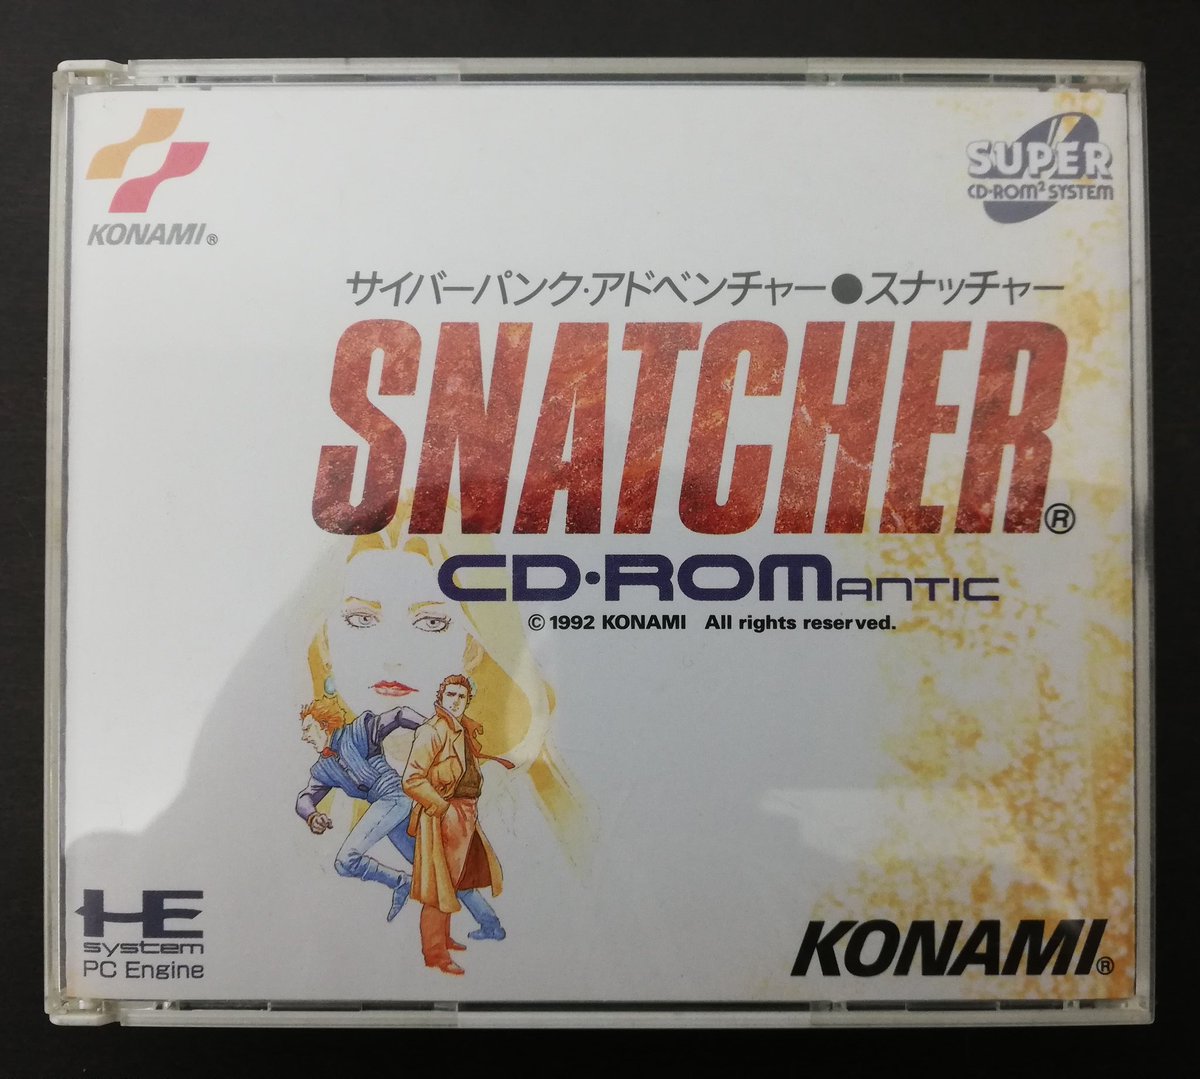 KONAMI®
SUPER
CD-ROM² SYSTEM
サイバーパンク・アドベンチャー●スナッチャー
SNATCHER®
CD・ROMANTIC
© 1992 KONAMI All rights reserved.
HE
system
PC Engine
KONAMI®